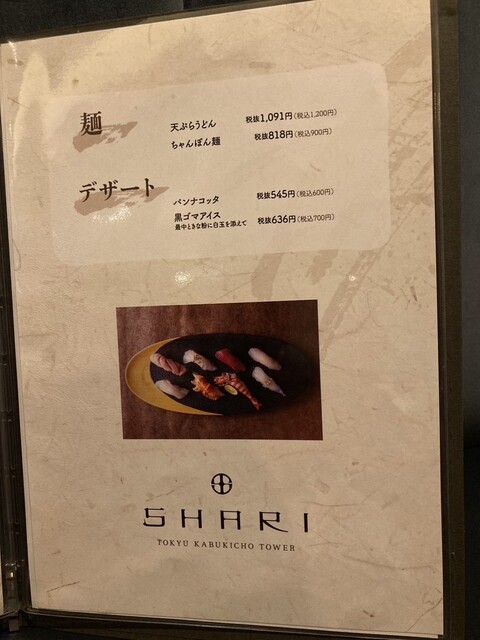 麺
天ぷらうどん 税抜1,091円(税込1,200円)
ちゃんぽん麺 税抜818円(税込900円)
デザート
パンナコッタ 税抜545円(税込600円)
黒ゴマアイス 税抜636円(税込700円)
最中ときな粉に白玉を添えて
SHARI
TOKYU KABUKICHO TOWER